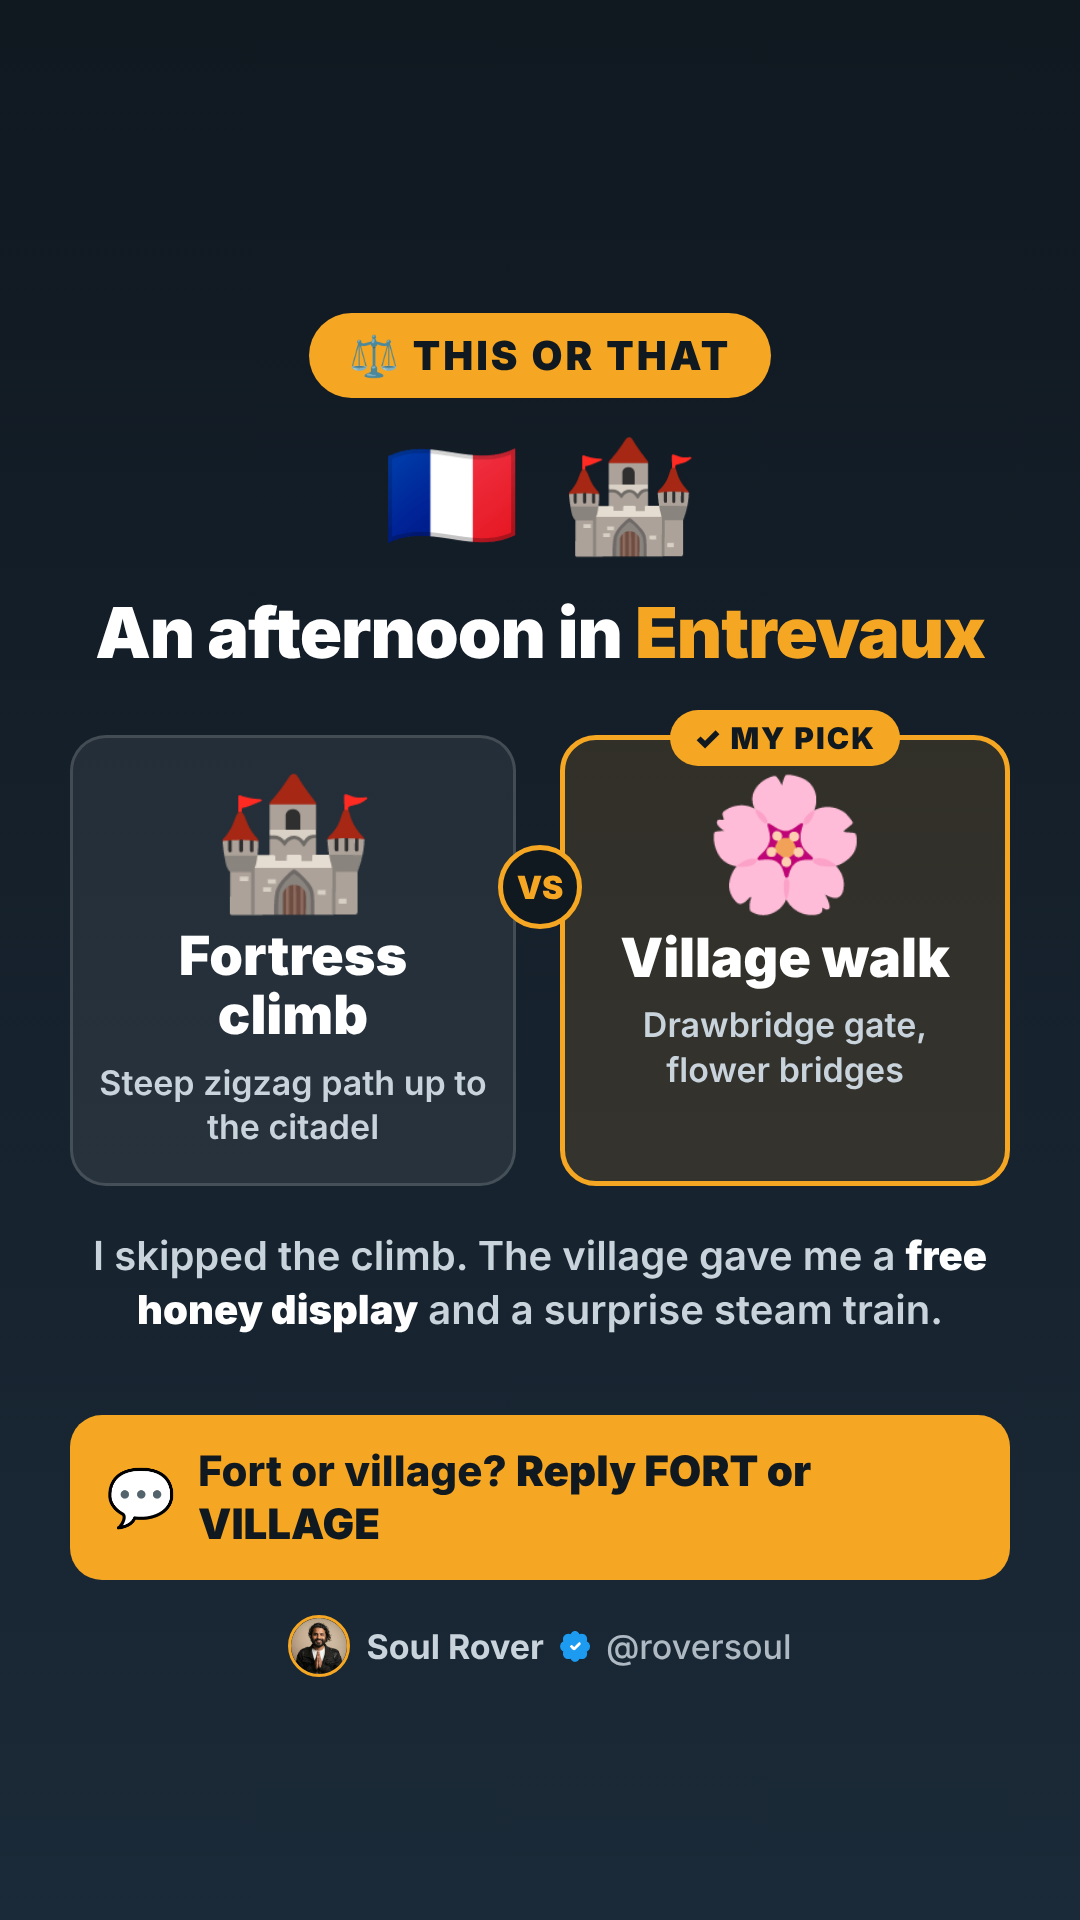 THIS OR THAT
An afternoon in Entrevaux
Fortress
climb
Steep zigzag path up to
the citadel
VS
MY PICK
Village walk
Drawbridge gate,
flower bridges
I skipped the climb. The village gave me a free
honey display and a surprise steam train.
Fort or village? Reply FORT or
VILLAGE
Soul Rover @roversoul